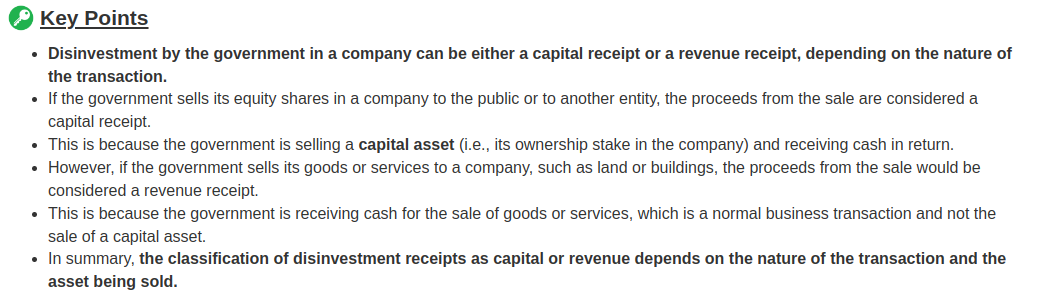 Key Points
• Disinvestment by the government in a company can be either a capital receipt or a revenue receipt, depending on the nature of
the transaction.
• If the government sells its equity shares in a company to the public or to another entity, the proceeds from the sale are considered a
capital receipt.
• This is because the government is selling a capital asset (i.e., its ownership stake in the company) and receiving cash in return.
• However, if the government sells its goods or services to a company, such as land or buildings, the proceeds from the sale would be
considered a revenue receipt.
• This is because the government is receiving cash for the sale of goods or services, which is a normal business transaction and not the
sale of a capital asset.
• In summary, the classification of disinvestment receipts as capital or revenue depends on the nature of the transaction and the
asset being sold.